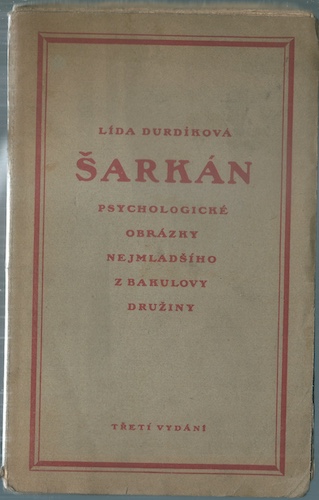 LÍDA DURDÍKOVÁ
ŠARKÁN
PSYCHOLOGICKÉ
OBRÁZKY
NEJMLADŠÍHO
Z BAKULOVY
DRUŽINY
TŘETÍ VYDÁNÍ